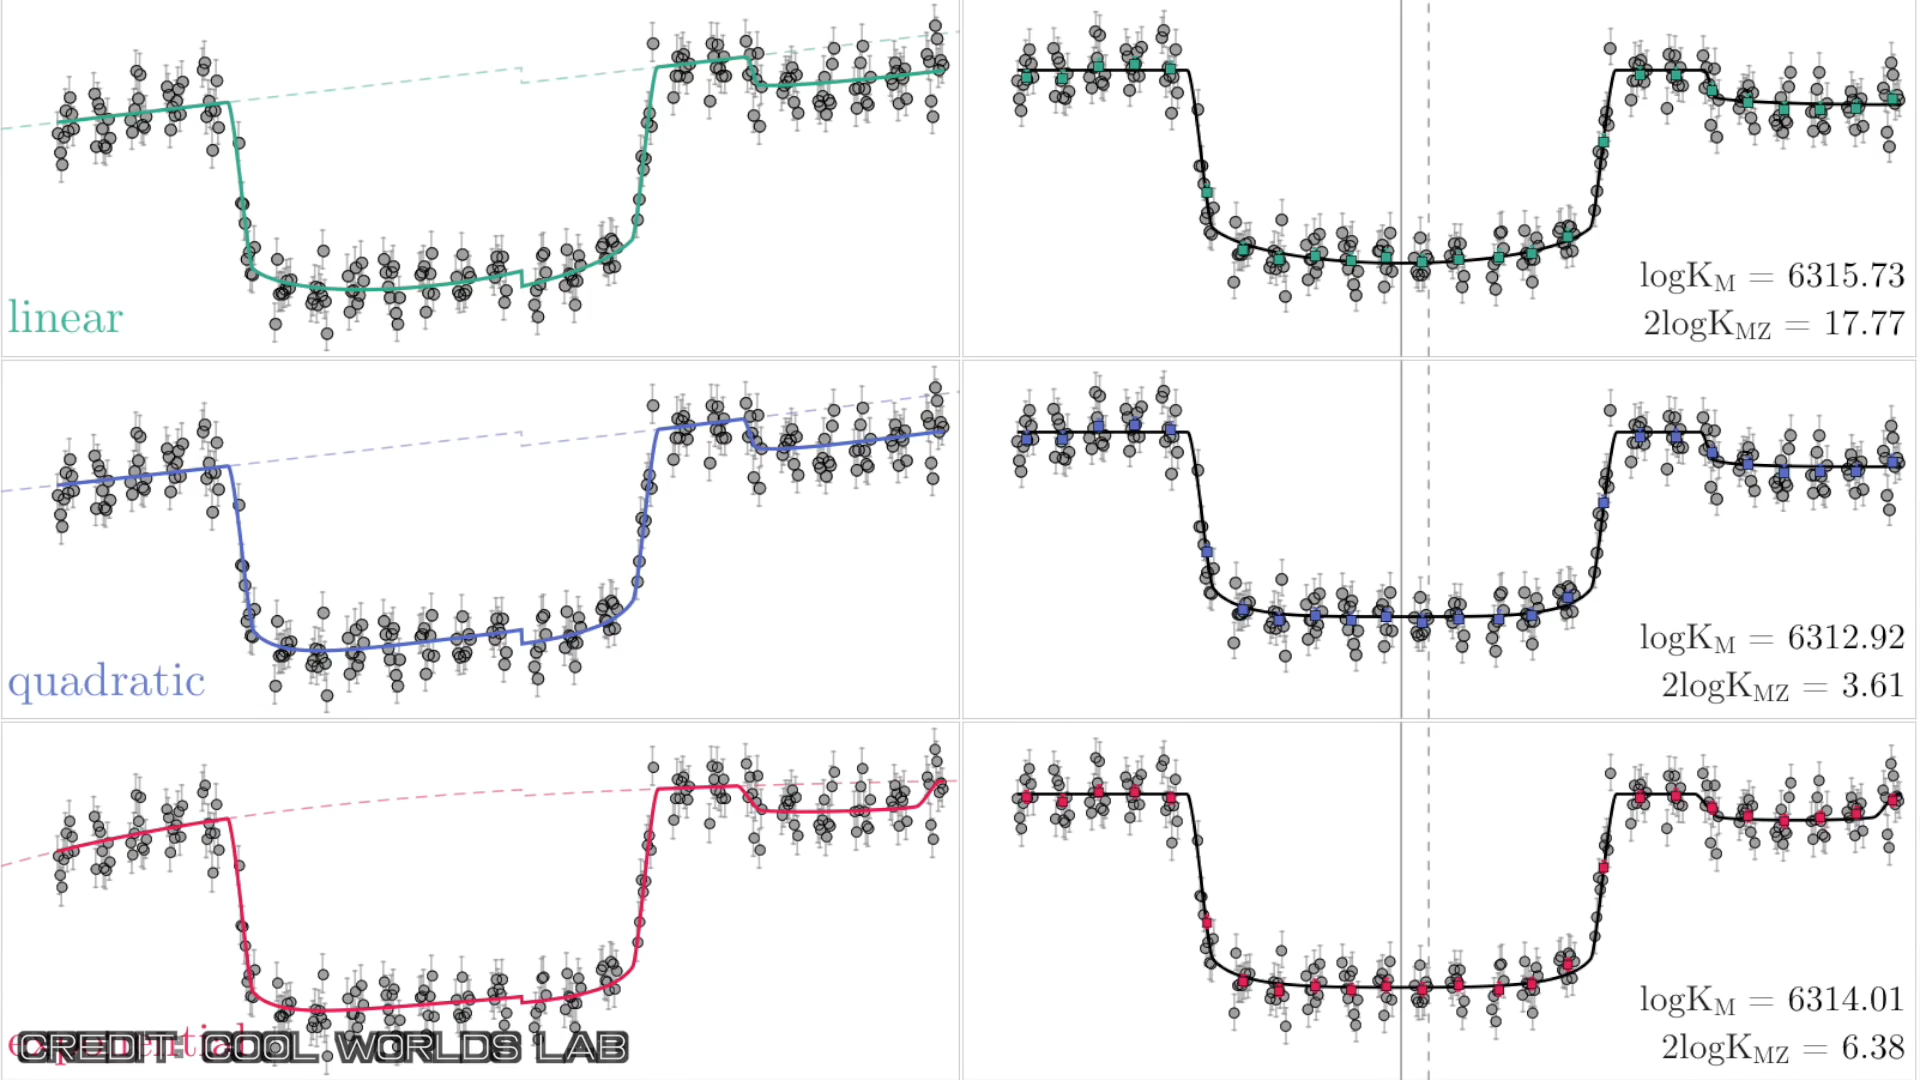 linear
logK_M = 6315.73
2logK_MZ = 17.77
quadratic
logK_M = 6312.92
2logK_MZ = 3.61
exponential
logK_M = 6314.01
2logK_MZ = 6.38
CREDIT: COOL WORLDS LAB